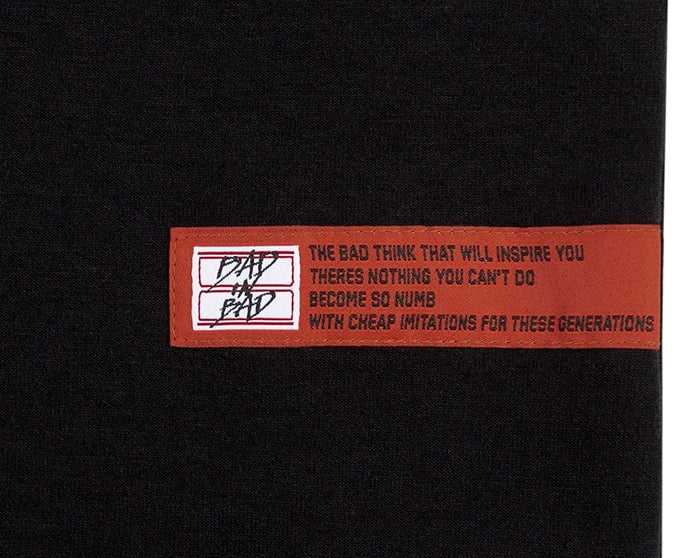 BAD
IN
BAD
THE BAD THINK THAT WILL INSPIRE YOU
THERES NOTHING YOU CAN'T DO
BECOME SO NUMB
WITH CHEAP IMITATIONS FOR THESE GENERATIONS